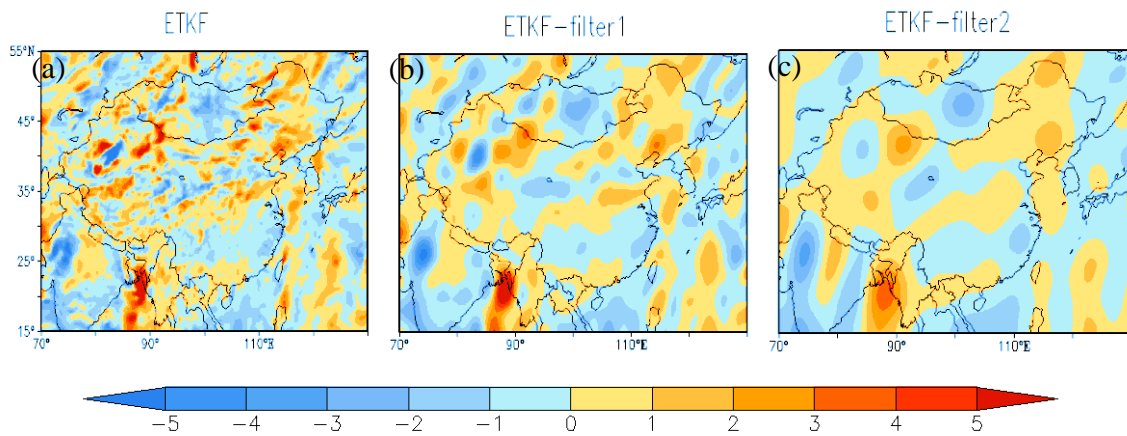 ETKF ETKF-filter1 ETKF-filter2
55°N
(a) (b) (c)
45°
35°
25°
15°
70° 90° 110°E 70° 90° 110°E 70° 90° 110°E
-5 -4 -3 -2 -1 0 1 2 3 4 5